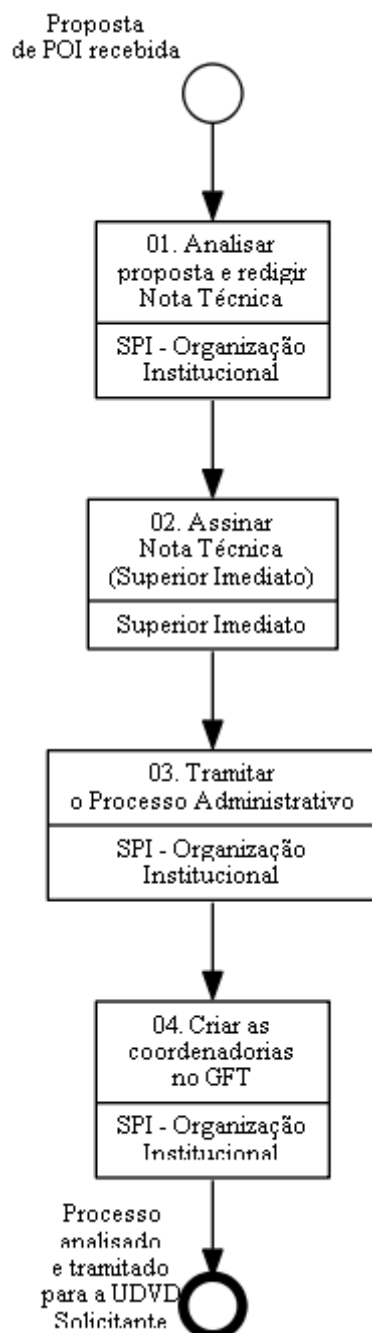 Proposta
de POI recebida
01. Analisar
proposta e redigir
Nota Técnica
SPI - Organização
Institucional
02. Assinar
Nota Técnica
(Superior Imediato)
Superior Imediato
03. Tramitar
o Processo Administrativo
SPI - Organização
Institucional
04. Criar as
coordenadorias
no GFT
SPI - Organização
Institucional
Processo
analisado
e tramitado
para a UDVD
Solicitante